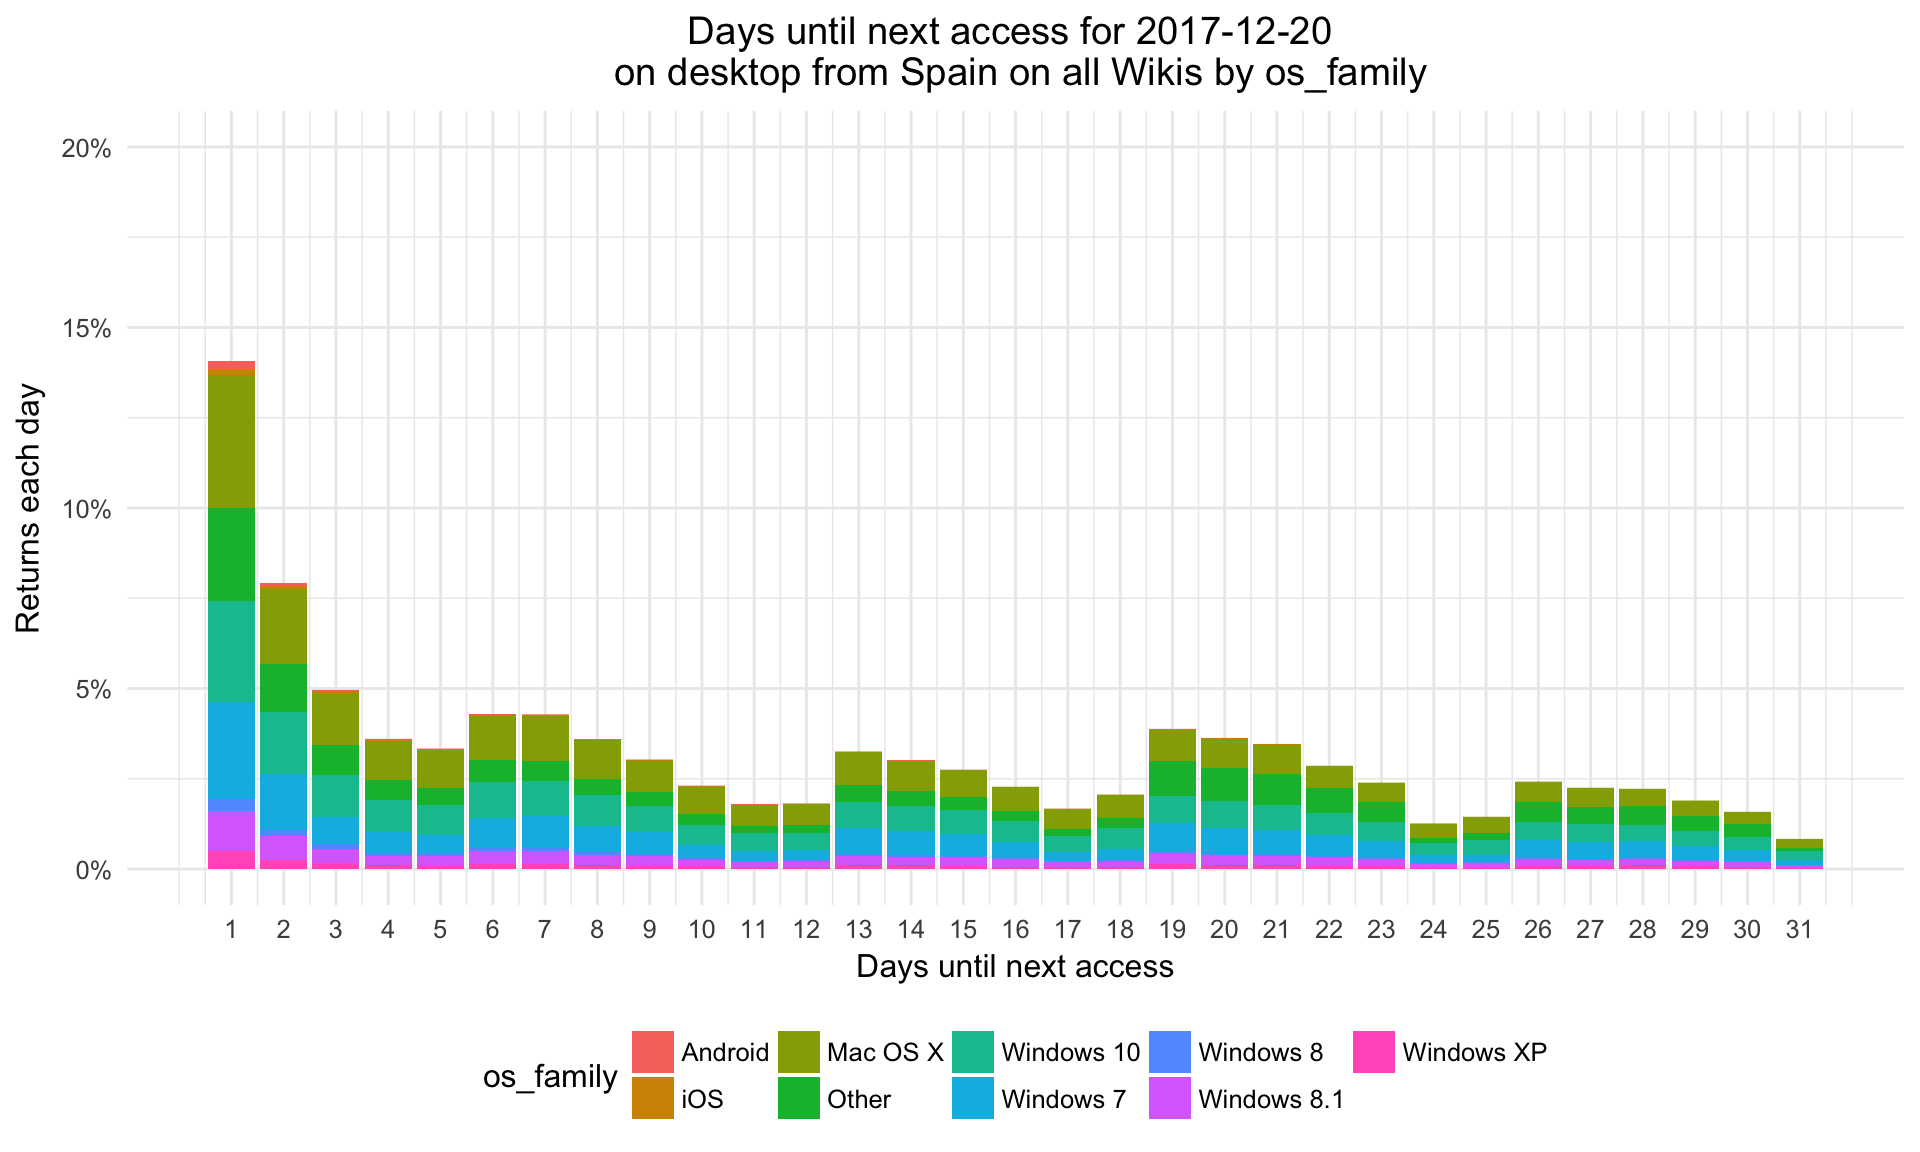 Days until next access for 2017-12-20
on desktop from Spain on all Wikis by os_family
Returns each day
20%
15%
10%
5%
0%
1 2 3 4 5 6 7 8 9 10 11 12 13 14 15 16 17 18 19 20 21 22 23 24 25 26 27 28 29 30 31
Days until next access
os_family
Android Mac OS X Windows 10 Windows 8 Windows XP
iOS Other Windows 7 Windows 8.1